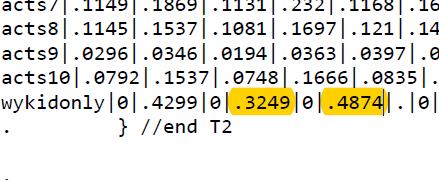 acts7|.1149|.1869|.1131|.232|.1168|.16
acts8|.1145|.1537|.1081|.1697|.121|.14
acts9|.0296|.0346|.0194|.0363|.0397|.0
acts10|.0792|.1537|.0748|.1666|.0835|.
wykidonly|0|.4299|0|.3249|0|.4874|.|0|
. } //end T2